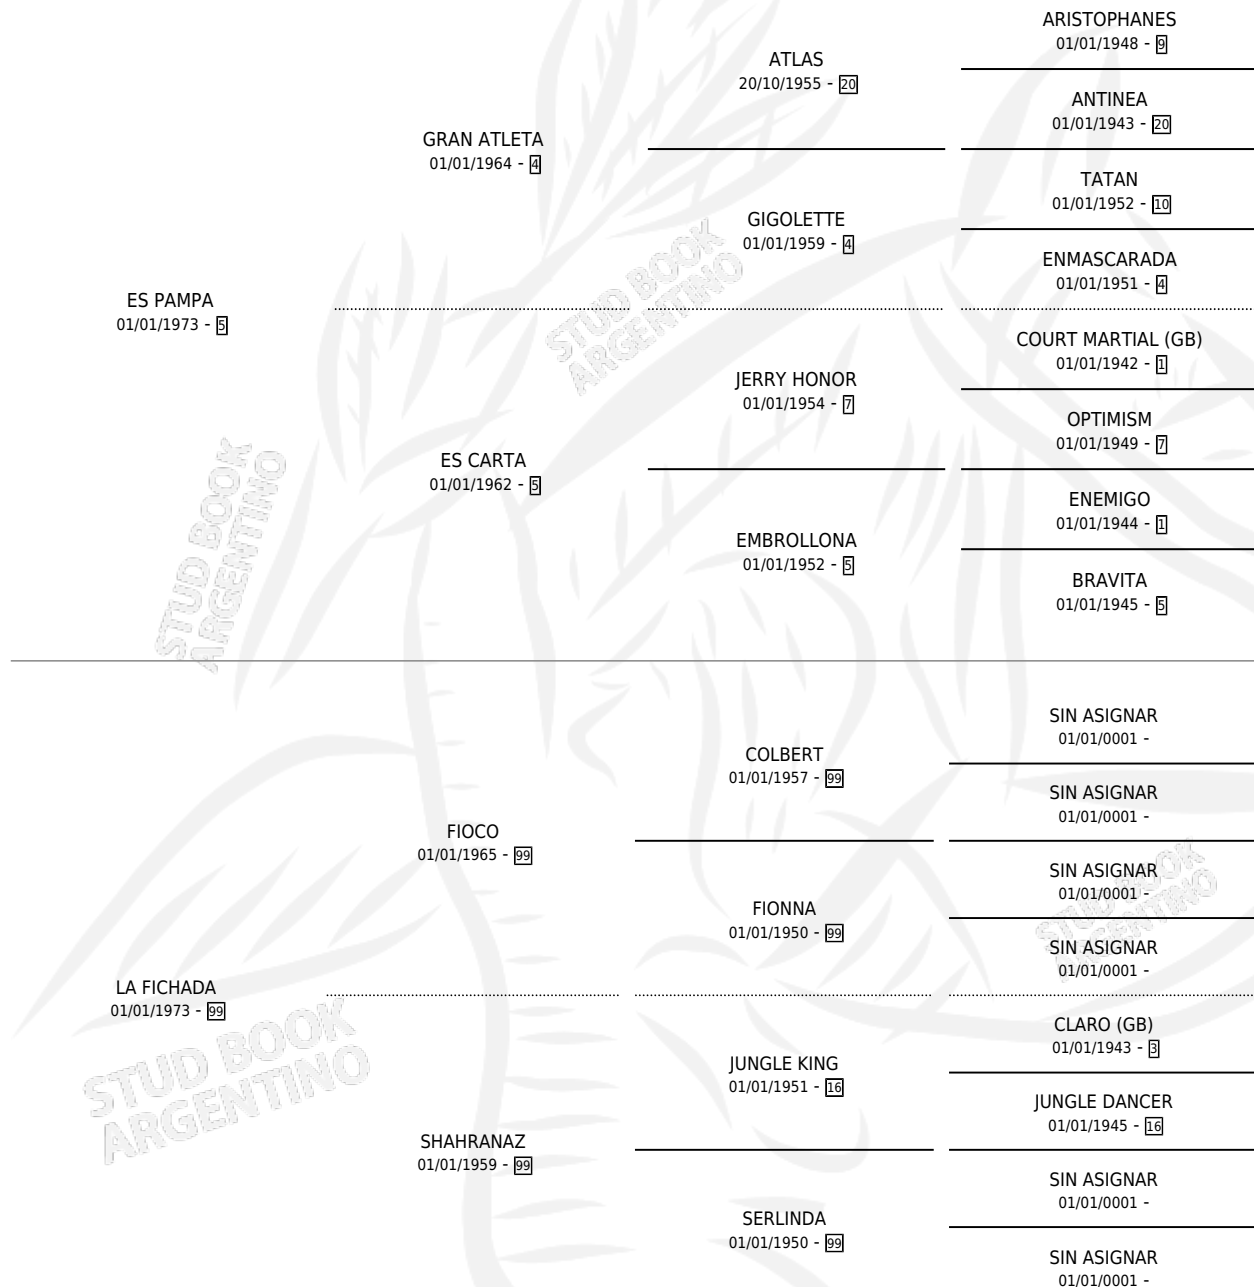 ARISTOPHANES
01/01/1948 - 9
ATLAS
20/10/1955 - 20
ANTINEA
01/01/1943 - 20
GRAN ATLETA
01/01/1964 - 4
TATAN
01/01/1952 - 10
GIGOLETTE
01/01/1959 - 4
ENMASCARADA
01/01/1951 - 4
ES PAMPA
01/01/1973 - 5
COURT MARTIAL (GB)
01/01/1942 - 1
JERRY HONOR
01/01/1954 - 7
OPTIMISM
01/01/1949 - 7
ES CARTA
01/01/1962 - 5
ENEMIGO
01/01/1944 - 1
EMBROLLONA
01/01/1952 - 5
BRAVITA
01/01/1945 - 5
SIN ASIGNAR
01/01/0001 -
COLBERT
01/01/1957 - 99
SIN ASIGNAR
01/01/0001 -
FIOCO
01/01/1965 - 99
SIN ASIGNAR
01/01/0001 -
FIONNA
01/01/1950 - 99
SIN ASIGNAR
01/01/0001 -
LA FICHADA
01/01/1973 - 99
CLARO (GB)
01/01/1943 - 3
JUNGLE KING
01/01/1951 - 16
JUNGLE DANCER
01/01/1945 - 16
SHAHRANAZ
01/01/1959 - 99
SIN ASIGNAR
01/01/0001 -
SERLINDA
01/01/1950 - 99
SIN ASIGNAR
01/01/0001 -
STUD BOOK
ARGENTINO
STUD BOOK
ARGENTINO
STUD BOOK
ARGENTINO
STUD BOOK
ARGENTINO